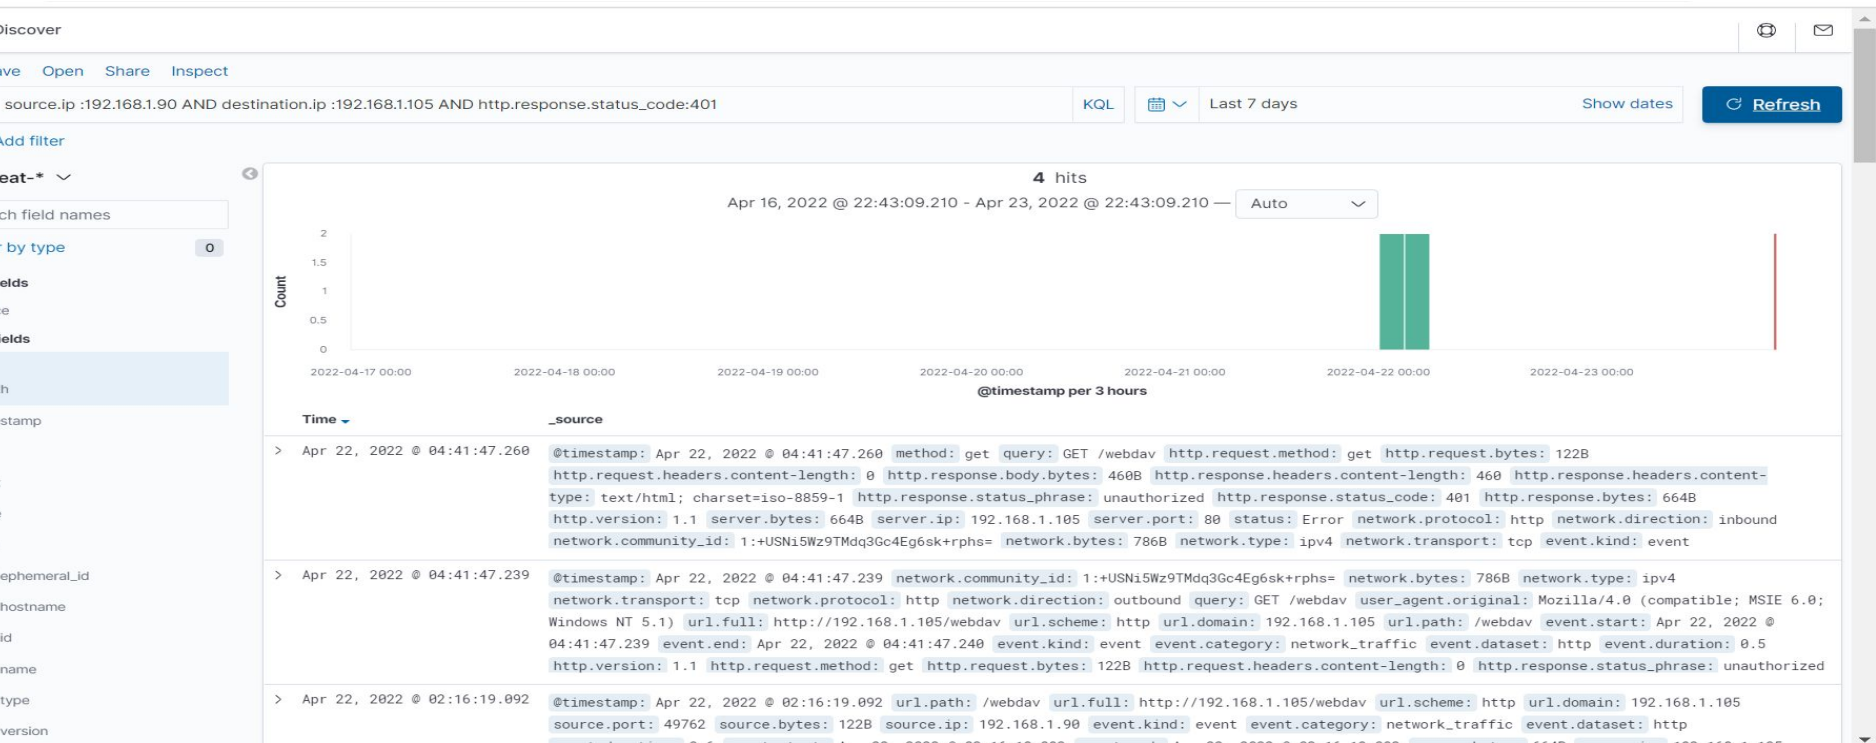 Discover
ave Open Share Inspect
source.ip :192.168.1.90 AND destination.ip :192.168.1.105 AND http.response.status_code:401 KQL Last 7 days Show dates Refresh
Add filter
eat-*
4 hits
ch field names
Apr 16, 2022 @ 22:43:09.210 - Apr 23, 2022 @ 22:43:09.210 — Auto
r by type 0
elds
e
ields
h
stamp
ephemeral_id
hostname
id
name
type
version
Count
2
1.5
1
0.5
0
2022-04-17 00:00 2022-04-18 00:00 2022-04-19 00:00 2022-04-20 00:00 2022-04-21 00:00 2022-04-22 00:00 2022-04-23 00:00
@timestamp per 3 hours
Time _source
> Apr 22, 2022 @ 04:41:47.260 @timestamp: Apr 22, 2022 @ 04:41:47.260 method: get query: GET /webdav http.request.method: get http.request.bytes: 122B
http.request.headers.content-length: 0 http.response.body.bytes: 460B http.response.headers.content-length: 460 http.response.headers.content-
type: text/html; charset=iso-8859-1 http.response.status_phrase: unauthorized http.response.status_code: 401 http.response.bytes: 664B
http.version: 1.1 server.bytes: 664B server.ip: 192.168.1.105 server.port: 80 status: Error network.protocol: http network.direction: inbound
network.community_id: 1:+USNi5Wz9TMdq3Gc4Eg6sk+rphs= network.bytes: 786B network.type: ipv4 network.transport: tcp event.kind: event
> Apr 22, 2022 @ 04:41:47.239 @timestamp: Apr 22, 2022 @ 04:41:47.239 network.community_id: 1:+USNi5Wz9TMdq3Gc4Eg6sk+rphs= network.bytes: 786B network.type: ipv4
network.transport: tcp network.protocol: http network.direction: outbound query: GET /webdav user_agent.original: Mozilla/4.0 (compatible; MSIE 6.0;
Windows NT 5.1) url.full: http://192.168.1.105/webdav url.scheme: http url.domain: 192.168.1.105 url.path: /webdav event.start: Apr 22, 2022 @
04:41:47.239 event.end: Apr 22, 2022 @ 04:41:47.240 event.kind: event event.category: network_traffic event.dataset: http event.duration: 0.5
http.version: 1.1 http.request.method: get http.request.bytes: 122B http.request.headers.content-length: 0 http.response.status_phrase: unauthorized
> Apr 22, 2022 @ 02:16:19.092 @timestamp: Apr 22, 2022 @ 02:16:19.092 url.path: /webdav url.full: http://192.168.1.105/webdav url.scheme: http url.domain: 192.168.1.105
source.port: 49762 source.bytes: 122B source.ip: 192.168.1.90 event.kind: event event.category: network_traffic event.dataset: http